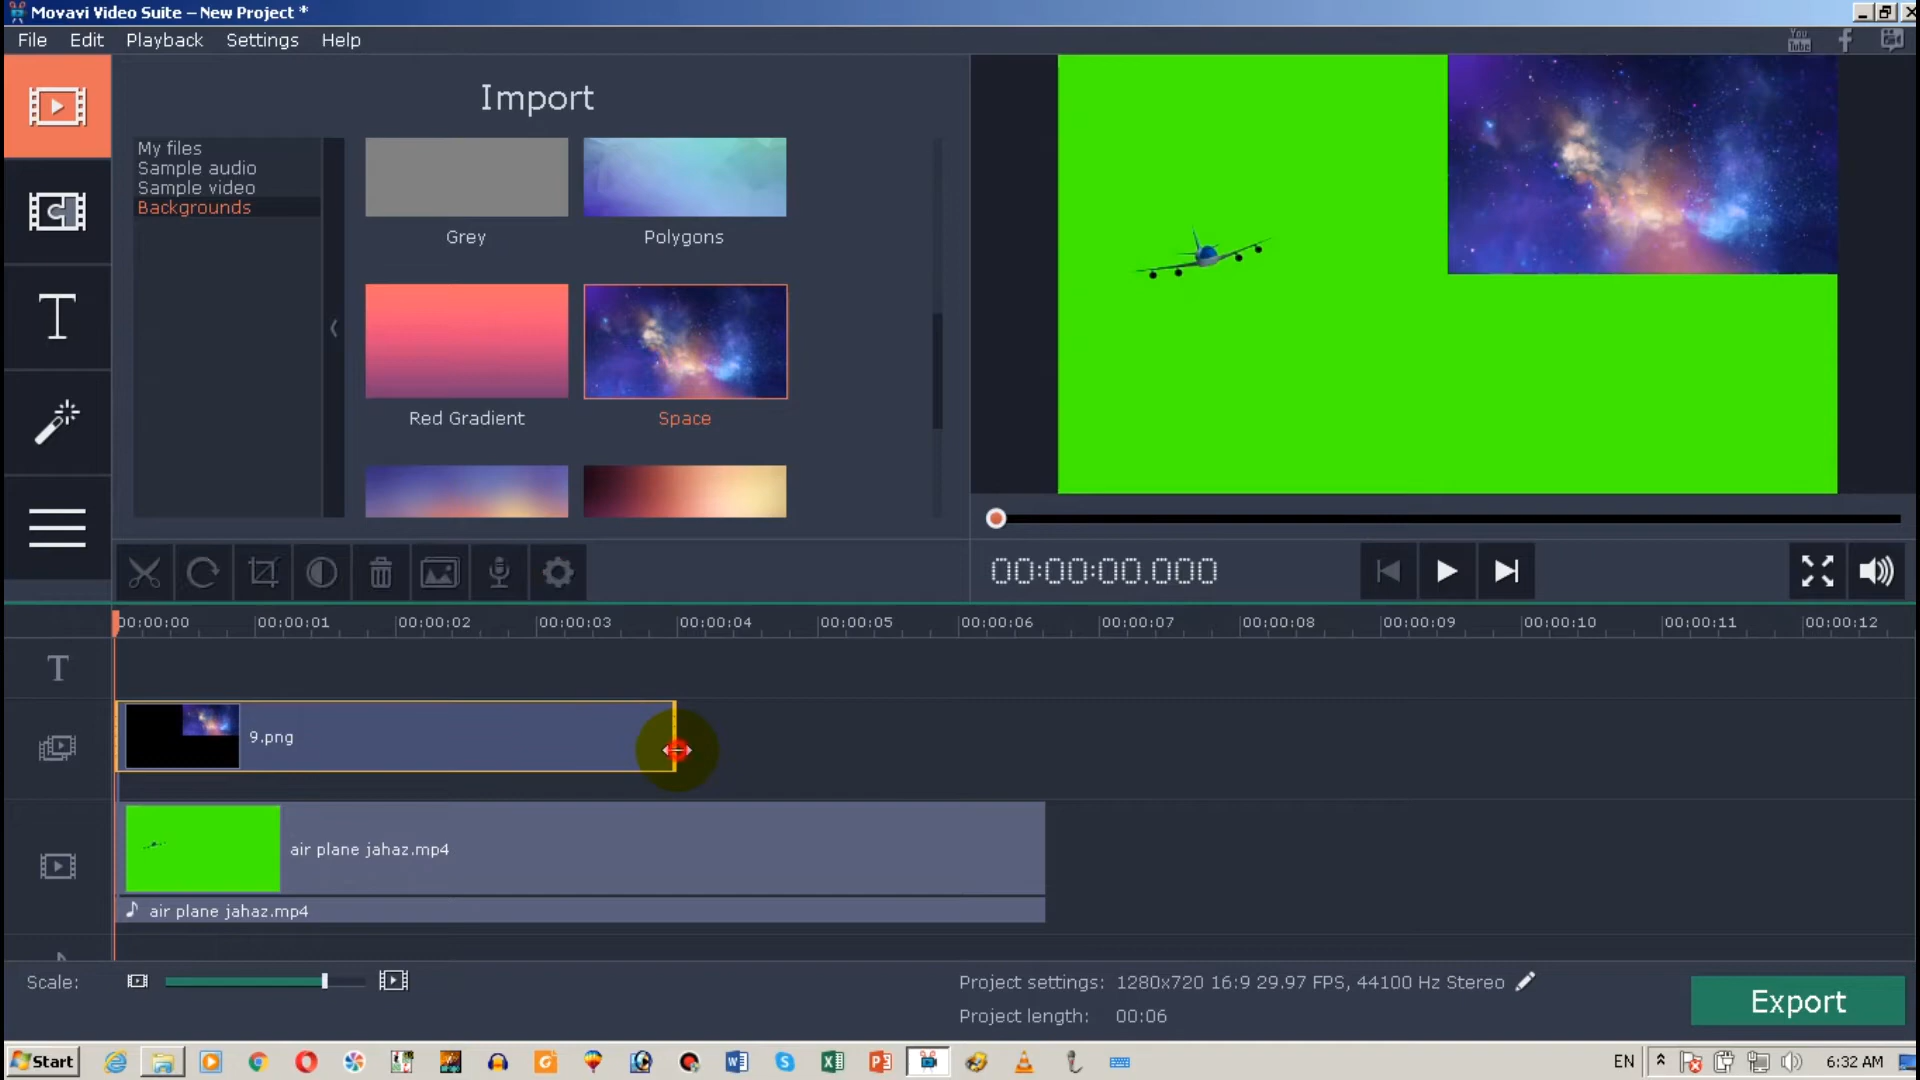 Movavi Video Suite – New Project *
File Edit Playback Settings Help
You Tube
Import
My files
Sample audio
Sample video
Backgrounds
Grey
Polygons
Red Gradient
Space
00:00:00.000
00:00:00 00:00:01 00:00:02 00:00:03 00:00:04 00:00:05 00:00:06 00:00:07 00:00:08 00:00:09 00:00:10 00:00:11 00:00:12
9.png
air plane jahaz.mp4
air plane jahaz.mp4
Scale:
Project settings: 1280x720 16:9 29.97 FPS, 44100 Hz Stereo
Project length: 00:06
Export
Start
EN
6:32 AM